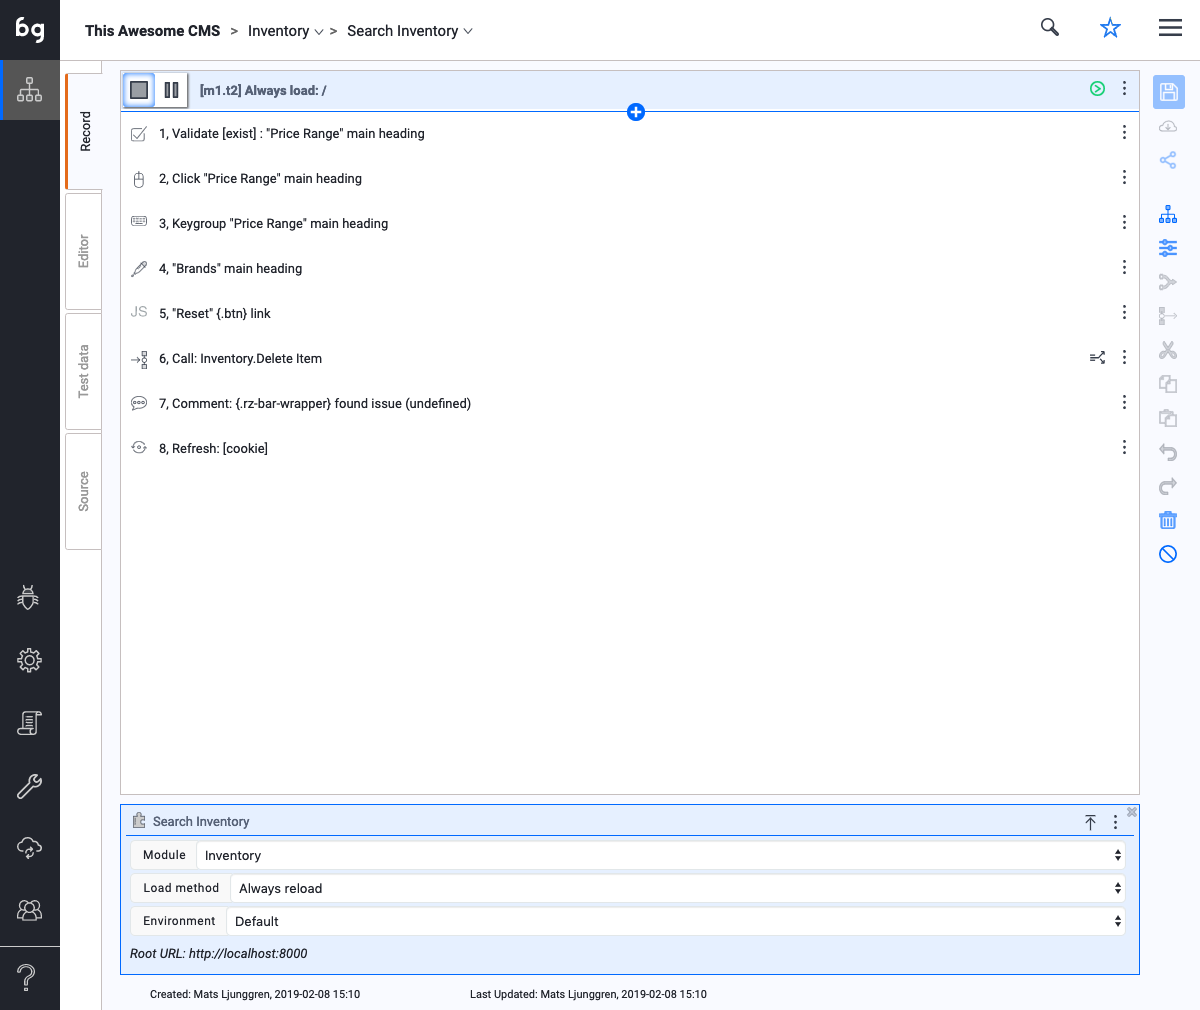 bg
This Awesome CMS > Inventory > Search Inventory
Record
Editor
Test data
Source
[m1.t2] Always load: /
1, Validate [exist] : "Price Range" main heading
2, Click "Price Range" main heading
3, Keygroup "Price Range" main heading
4, "Brands" main heading
JS 5, "Reset" {.btn} link
6, Call: Inventory.Delete Item
7, Comment: {.rz-bar-wrapper} found issue (undefined)
8, Refresh: [cookie]
Search Inventory
Module Inventory
Load method Always reload
Environment Default
Root URL: http://localhost:8000
Created: Mats Ljunggren, 2019-02-08 15:10 Last Updated: Mats Ljunggren, 2019-02-08 15:10